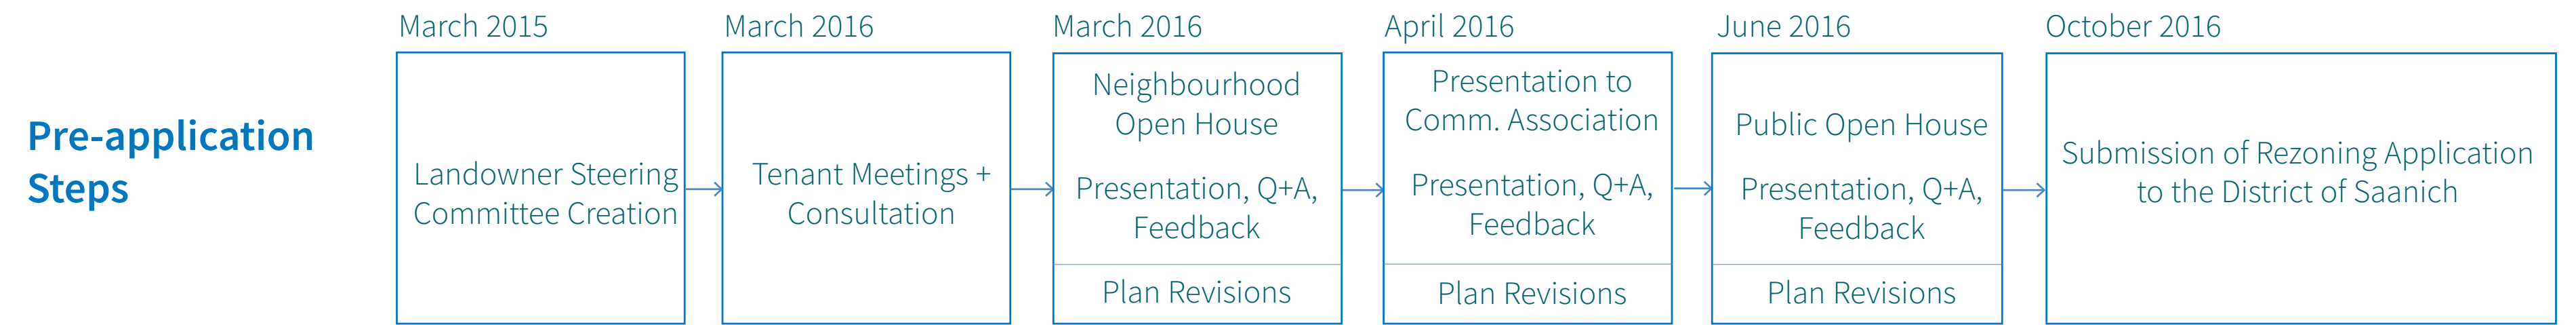 Pre-application
Steps
March 2015
Landowner Steering
Committee Creation
March 2016
Tenant Meetings +
Consultation
March 2016
Neighbourhood
Open House
Presentation, Q+A,
Feedback
Plan Revisions
April 2016
Presentation to
Comm. Association
Presentation, Q+A,
Feedback
Plan Revisions
June 2016
Public Open House
Presentation, Q+A,
Feedback
Plan Revisions
October 2016
Submission of Rezoning Application
to the District of Saanich